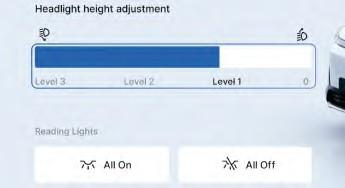 Headlight height adjustment
Level 3 Level 2 Level 1 0
Reading Lights
All On All Off